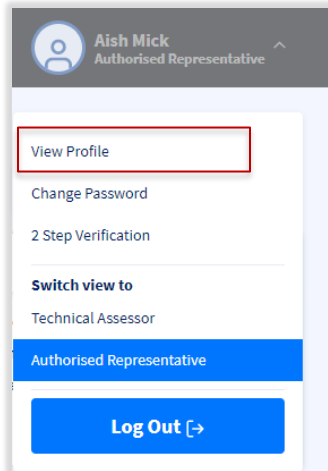 Aish Mick
Authorised Representative
View Profile
Change Password
2 Step Verification
Switch view to
Technical Assessor
Authorised Representative
Log Out